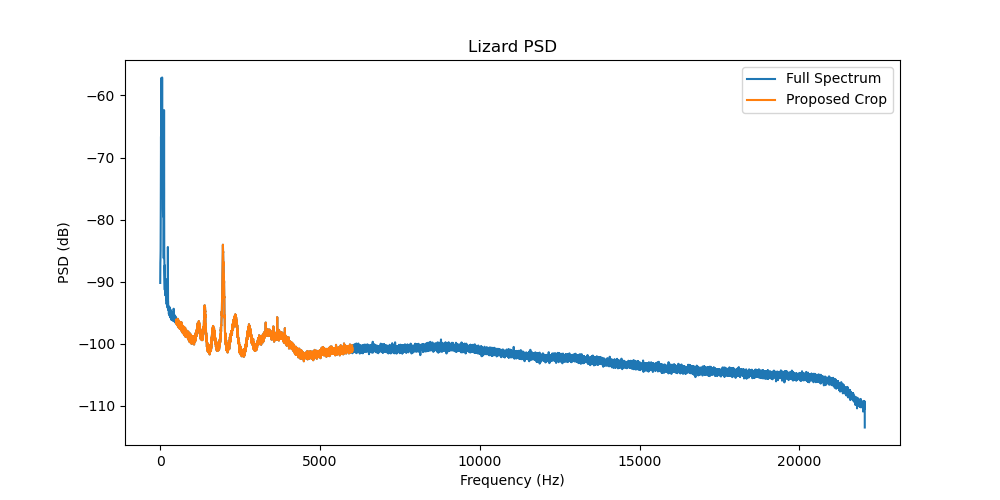 Lizard PSD
Full Spectrum
Proposed Crop
PSD (dB)
−60
−70
−80
−90
−100
−110
0
5000
10000
15000
20000
Frequency (Hz)